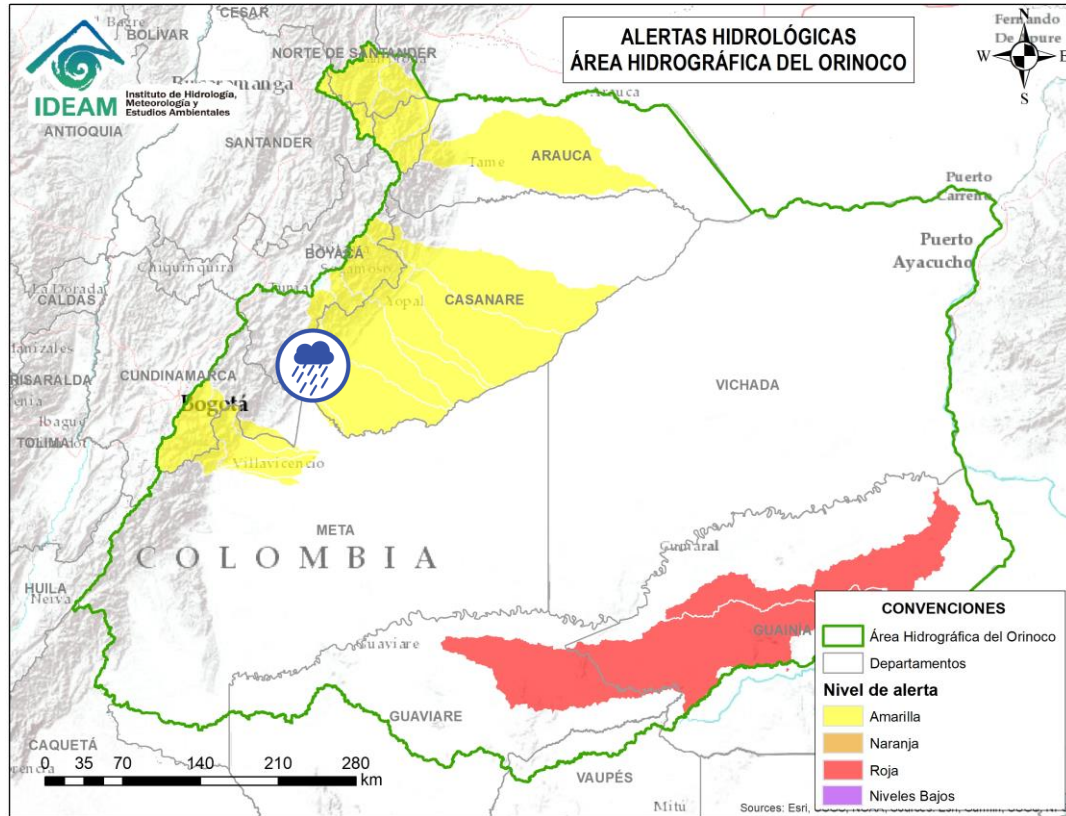 CESAR
BOLÍVAR
NORTE DE SANTANDER
ALERTAS HIDROLÓGICAS
ÁREA HIDROGRÁFICA DEL ORINOCO
N
W
E
S
IDEAM
Instituto de Hidrología,
Meteorología y
Estudios Ambientales
ANTIOQUIA
SANTANDER
Arauca
ARAUCA
Tame
Puerto
Carreño
Puerto
Ayacucho
BOYACÁ
Chiquinquira
Tunja
La Dorada
CALDAS
Yopal
CASANARE
RISARALDA
CUNDINAMARCA
VICHADA
Bogotá
TOLIMA
Villavicencio
META
COLOMBIA
HUILA
Neiva
Guaviare
GUAINÍA
GUAVIARE
CAQUETÁ
VAUPÉS
Mitú
0 35 70 140 210 280
km
CONVENCIONES
Área Hidrográfica del Orinoco
Departamentos
Nivel de alerta
Amarilla
Naranja
Roja
Niveles Bajos
Sources: Esri,